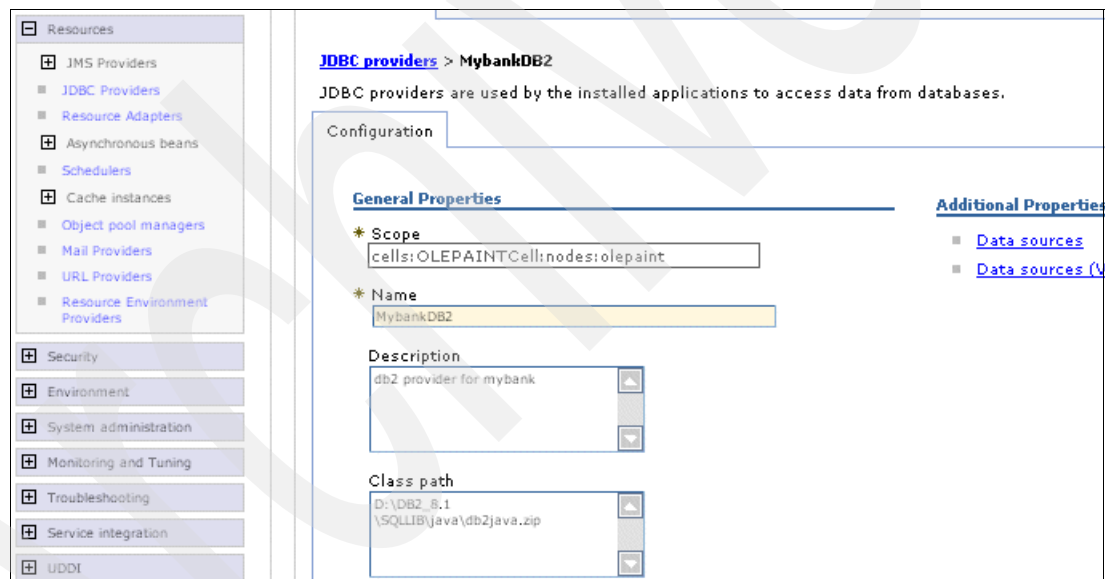 Resources
JMS Providers
JDBC Providers
Resource Adapters
Asynchronous beans
Schedulers
Cache instances
Object pool managers
Mail Providers
URL Providers
Resource Environment
Providers
Security
Environment
System administration
Monitoring and Tuning
Troubleshooting
Service integration
UDDI
JDBC providers > MybankDB2
JDBC providers are used by the installed applications to access data from databases.
Configuration
General Properties
* Scope
cells:OLEPAINTCell:nodes:olepaint
* Name
MybankDB2
Description
db2 provider for mybank
Class path
D:\DB2_8.1
\SQLLIB\java\db2java.zip
Additional Properties
Data sources
Data sources (